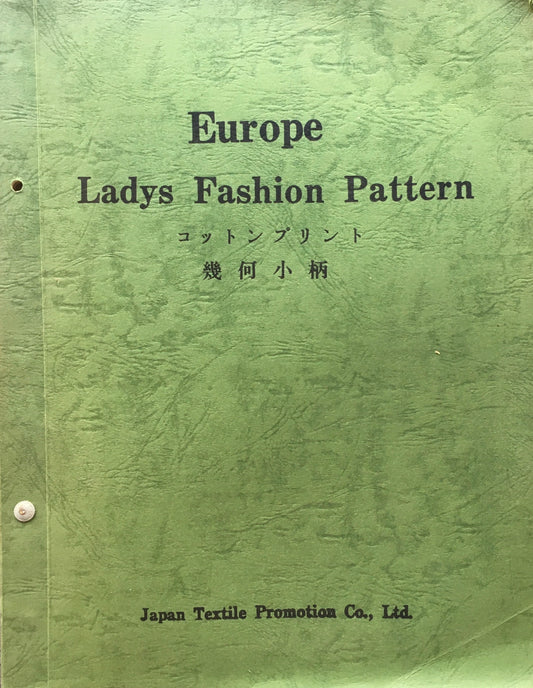 Europe
Ladys Fashion Pattern
コットンプリント
幾何小柄
Japan Textile Promotion Co., Ltd.